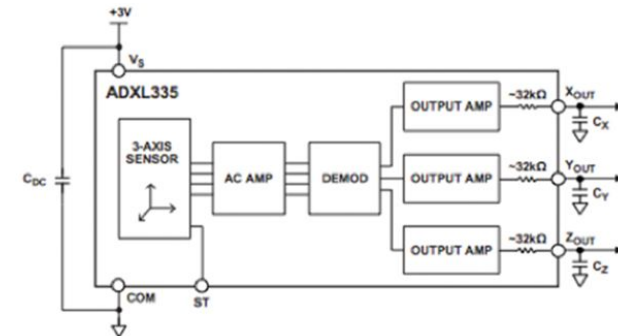 +3V
VS
ADXL335
3-AXIS
SENSOR
AC AMP
DEMOD
OUTPUT AMP
~32kΩ
XOUT
CX
OUTPUT AMP
~32kΩ
YOUT
CY
OUTPUT AMP
~32kΩ
ZOUT
CZ
CDC
COM
ST